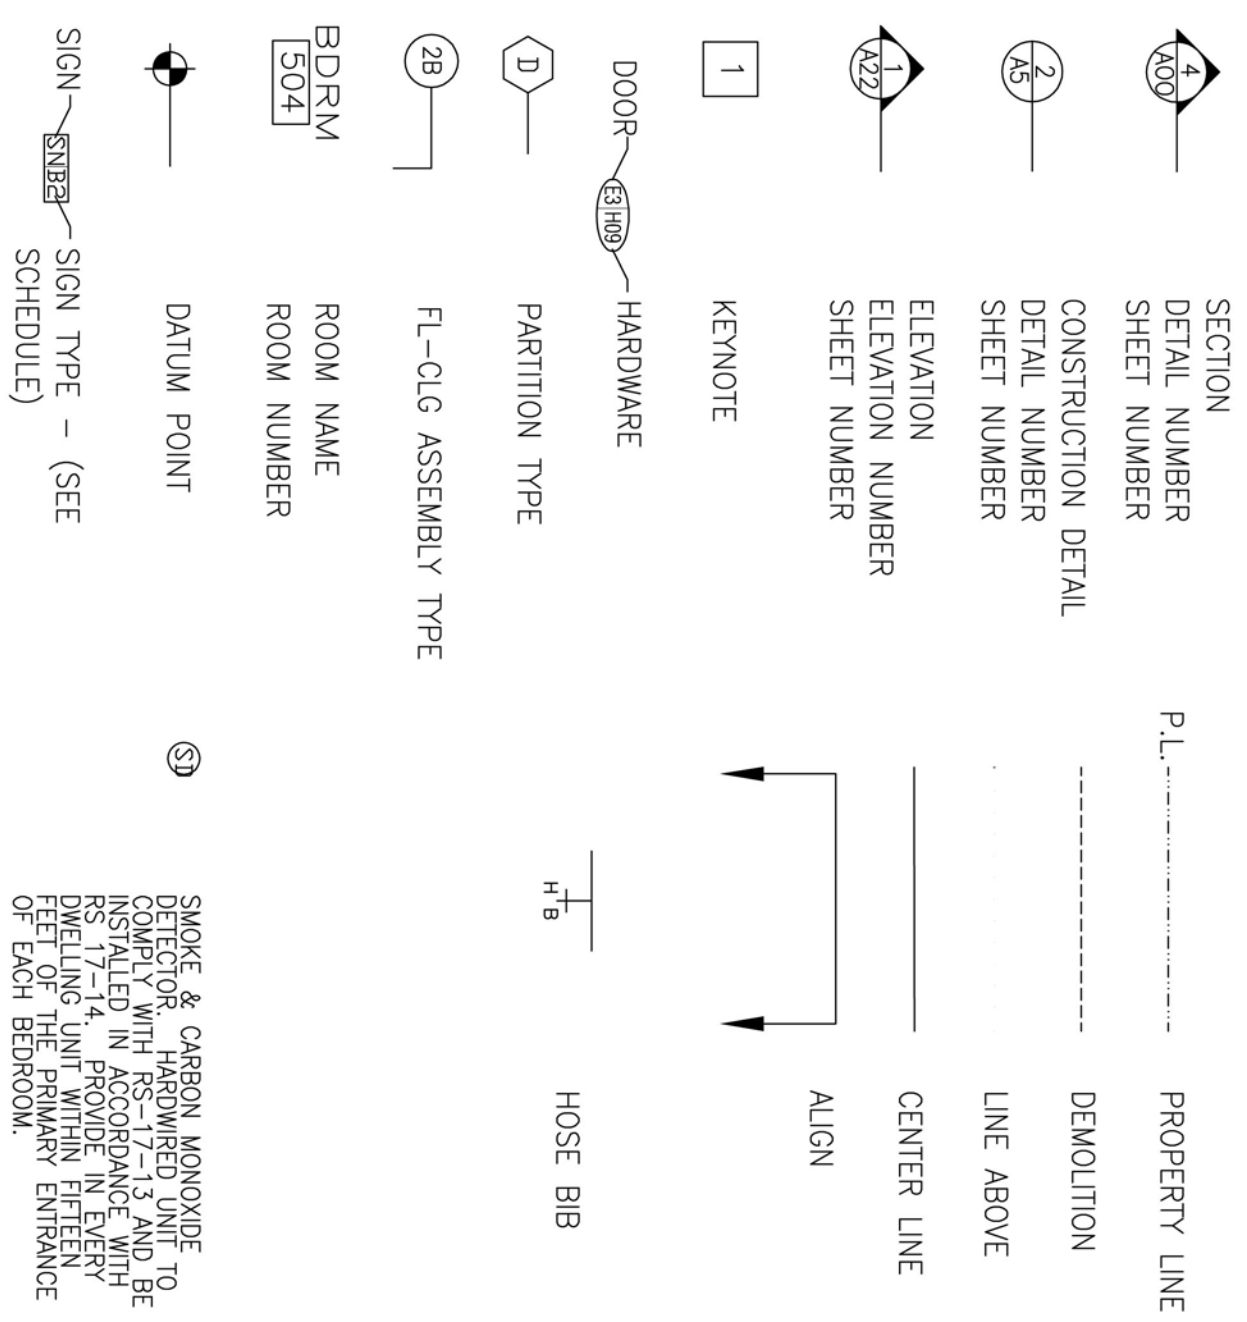 4
A00
SECTION
DETAIL NUMBER
SHEET NUMBER
2
A5
CONSTRUCTION DETAIL
DETAIL NUMBER
SHEET NUMBER
1
A22
ELEVATION
ELEVATION NUMBER
SHEET NUMBER
1
KEYNOTE
DOOR
E3 H09
HARDWARE
D
PARTITION TYPE
2B
FL-CLG ASSEMBLY TYPE
BDRM
504
ROOM NAME
ROOM NUMBER
DATUM POINT
SIGN
SN B2
SIGN TYPE - (SEE
SCHEDULE)
P.L.
PROPERTY LINE
DEMOLITION
LINE ABOVE
CENTER LINE
ALIGN
H B
HOSE BIB
SD
SMOKE & CARBON MONOXIDE
DETECTOR. HARDWIRED UNIT TO
COMPLY WITH RS-17-13 AND BE
INSTALLED IN ACCORDANCE WITH
RS 17-14. PROVIDE IN EVERY
DWELLING UNIT WITHIN FIFTEEN
FEET OF THE PRIMARY ENTRANCE
OF EACH BEDROOM.